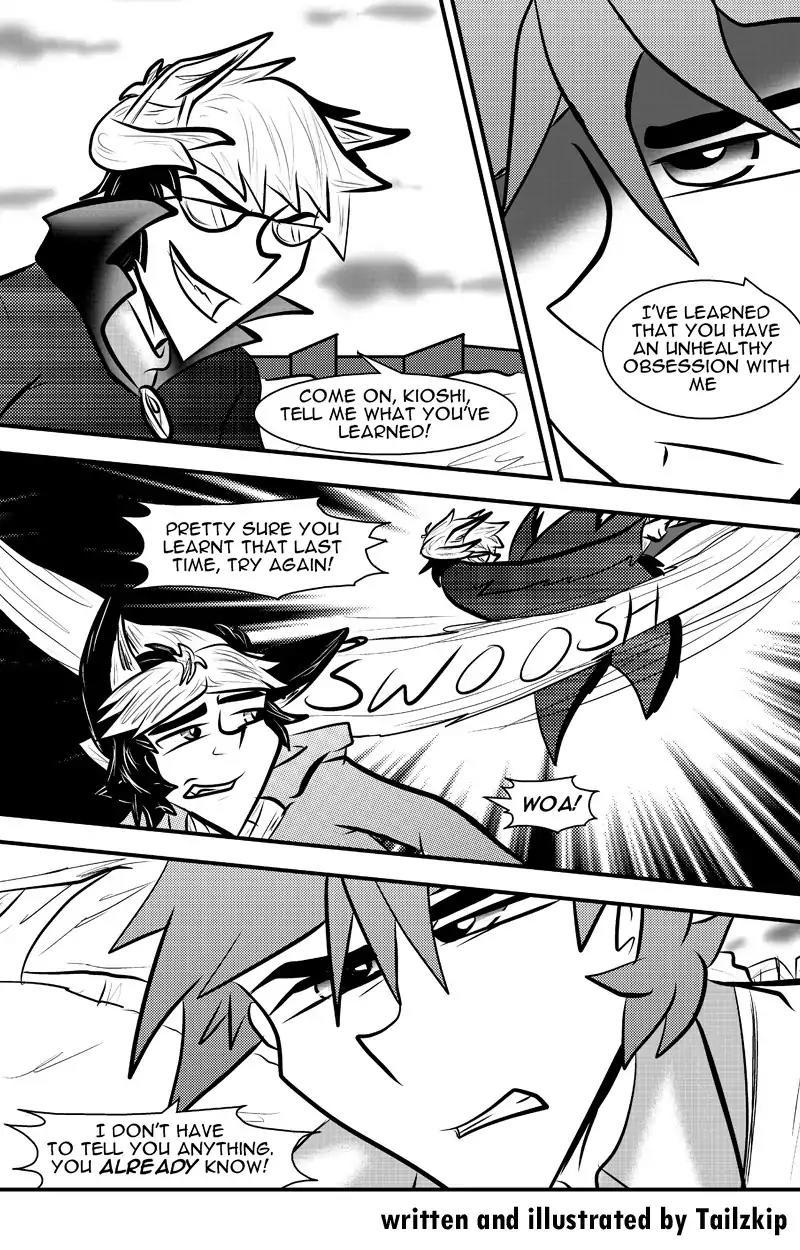 COME ON, KIOSHI,
TELL ME WHAT YOU'VE
LEARNED!
I'VE LEARNED
THAT YOU HAVE
AN UNHEALTHY
OBSESSION WITH
ME
PRETTY SURE YOU
LEARNT THAT LAST
TIME, TRY AGAIN!
SWOOSH
WOA!
I DON'T HAVE
TO TELL YOU ANYTHING.
YOU ALREADY KNOW!
written and illustrated by Tailzkip